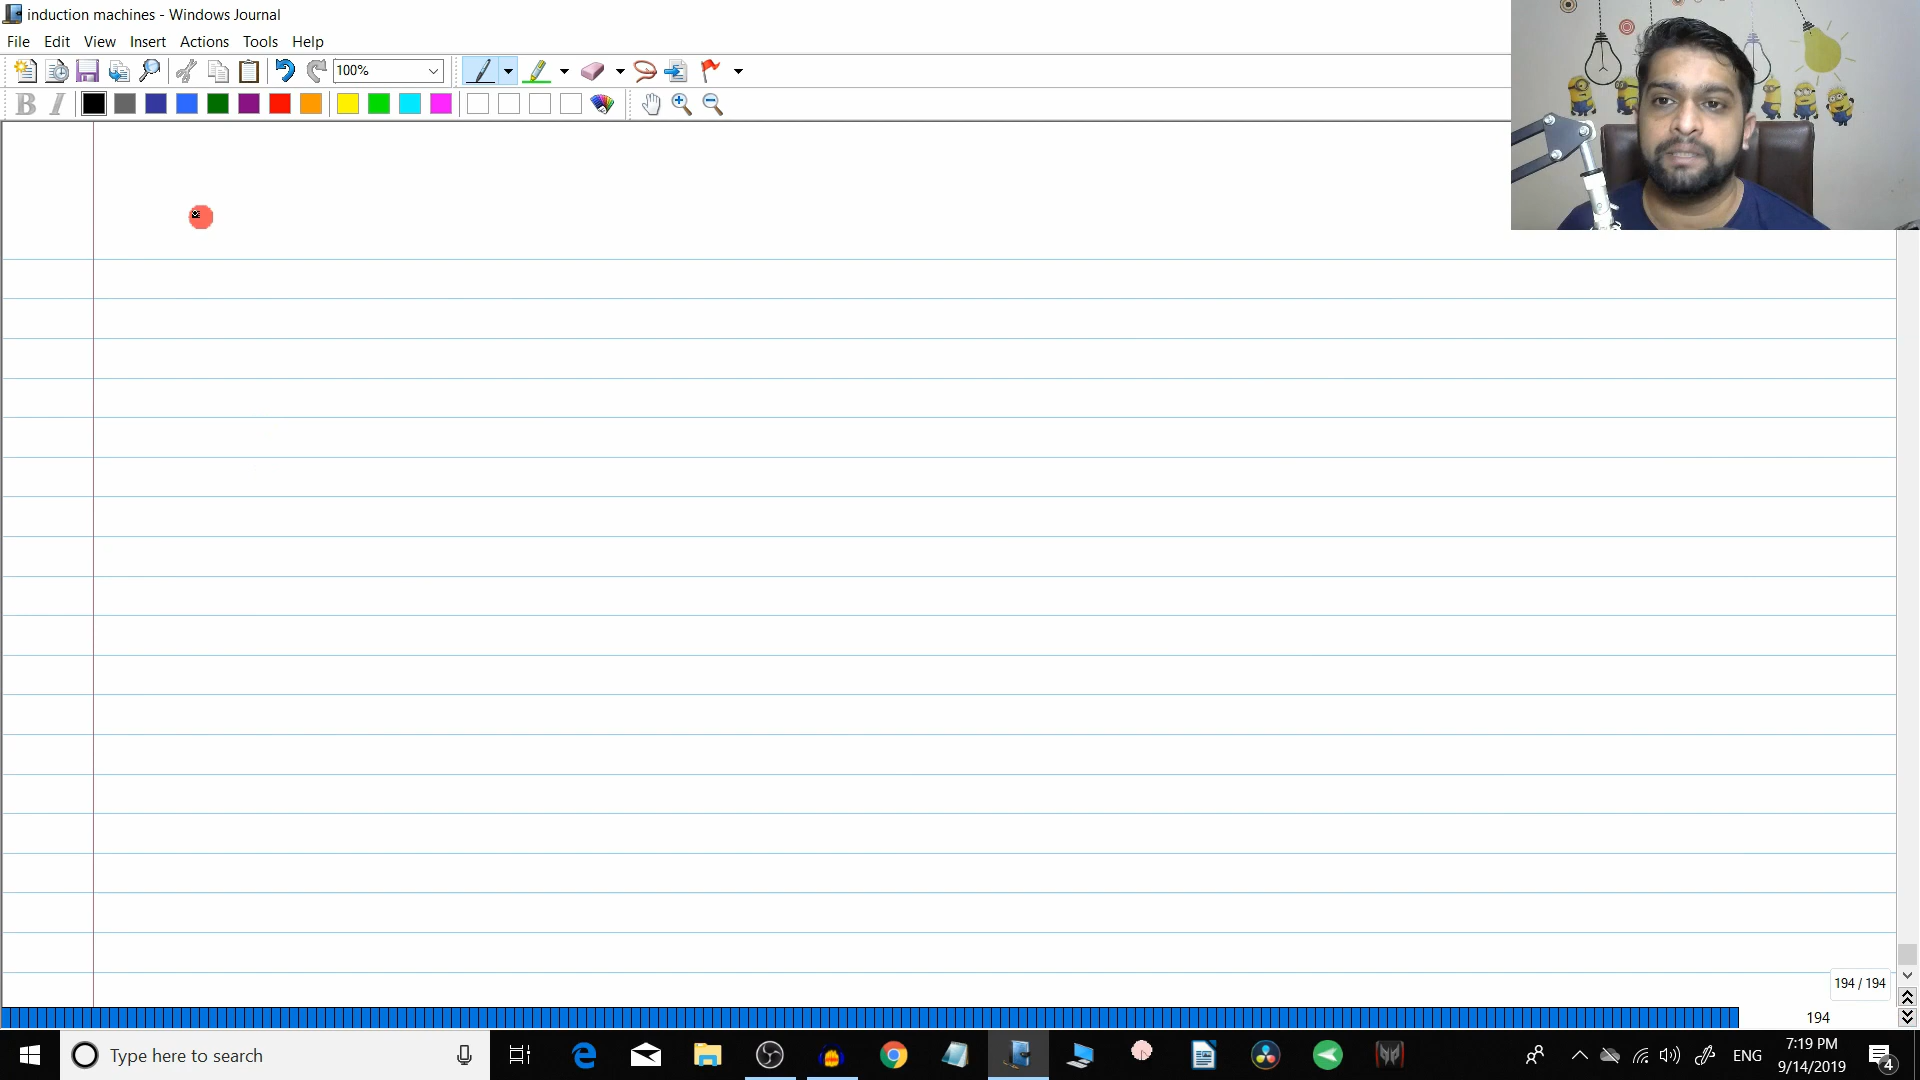 induction machines - Windows Journal
File Edit View Insert Actions Tools Help
100%
B I
194 / 194
194
Type here to search
ENG
7:19 PM
9/14/2019
4